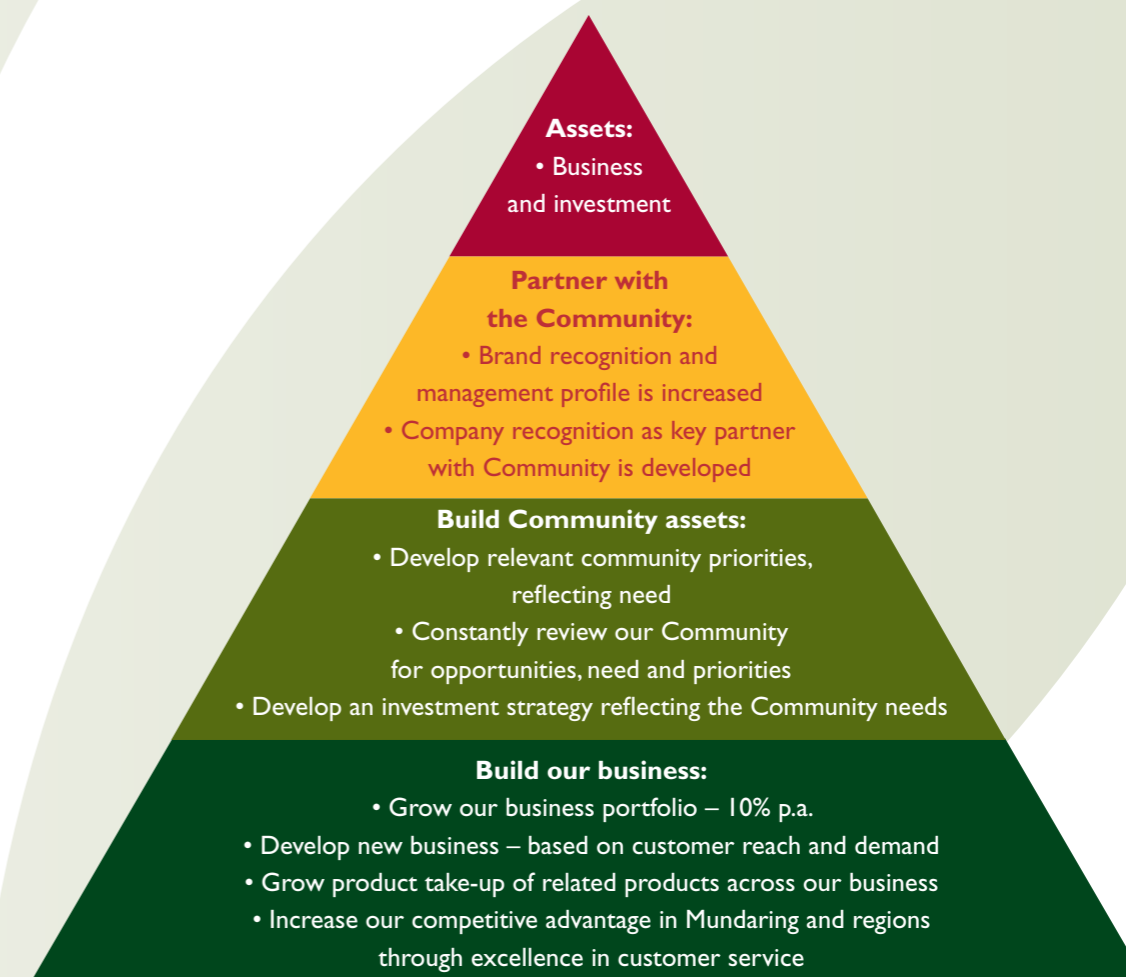 Assets:
• Business
and investment
Partner with
the Community:
• Brand recognition and
management profile is increased
• Company recognition as key partner
with Community is developed
Build Community assets:
• Develop relevant community priorities,
reflecting need
• Constantly review our Community
for opportunities, need and priorities
• Develop an investment strategy reflecting the Community needs
Build our business:
• Grow our business portfolio – 10% p.a.
• Develop new business – based on customer reach and demand
• Grow product take-up of related products across our business
• Increase our competitive advantage in Mundaring and regions
through excellence in customer service